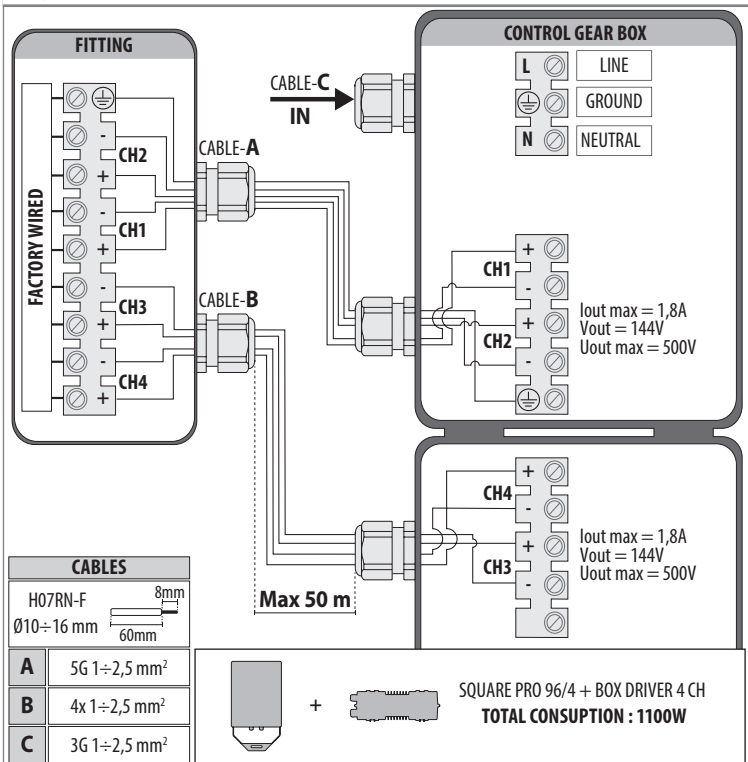 FITTING
FACTORY WIRED
-
CH2
+
-
CH1
+
-
CH3
+
-
CH4
+
CABLE-A
CABLE-B
CABLE-C
IN
CONTROL GEAR BOX
L LINE
GROUND
N NEUTRAL
+
CH1
-
+
CH2
-
Iout max = 1,8A
Vout = 144V
Uout max = 500V
+
CH4
-
+
CH3
-
Iout max = 1,8A
Vout = 144V
Uout max = 500V
Max 50 m
CABLES
H07RN-F
Ø10÷16 mm
8mm
60mm
A 5G 1÷2,5 mm²
B 4x 1÷2,5 mm²
C 3G 1÷2,5 mm²
+
SQUARE PRO 96/4 + BOX DRIVER 4 CH
TOTAL CONSUPTION : 1100W